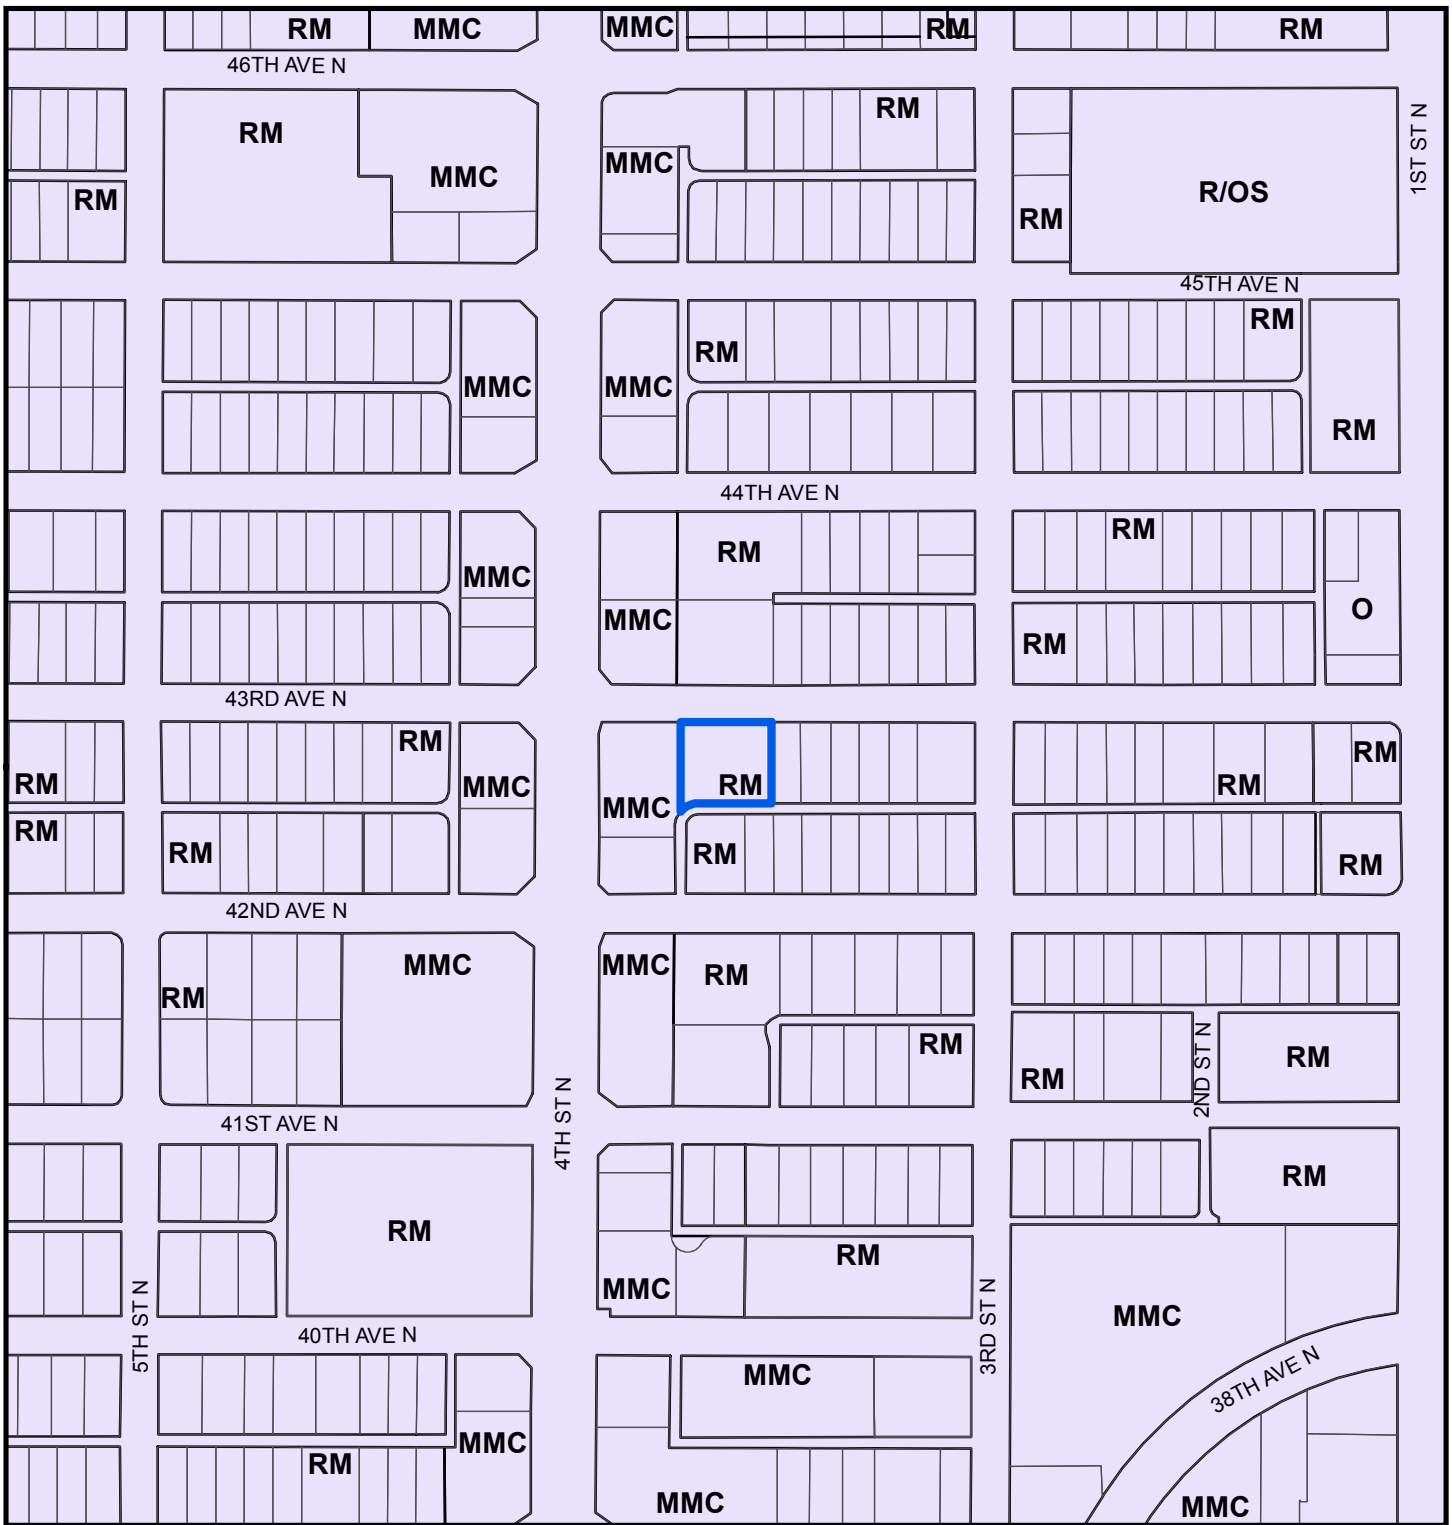 RM
MMC
MMC
RM
RM
46TH AVE N
RM
MMC
MMC
RM
RM
RM
R/OS
1ST ST N
45TH AVE N
MMC
MMC
RM
RM
RM
44TH AVE N
MMC
MMC
RM
RM
RM
O
43RD AVE N
RM
RM
RM
MMC
MMC
RM
RM
RM
RM
RM
RM
42ND AVE N
RM
MMC
MMC
RM
RM
RM
2ND ST N
RM
41ST AVE N
4TH ST N
RM
MMC
RM
RM
MMC
5TH ST N
40TH AVE N
3RD ST N
38TH AVE N
RM
MMC
MMC
MMC
MMC